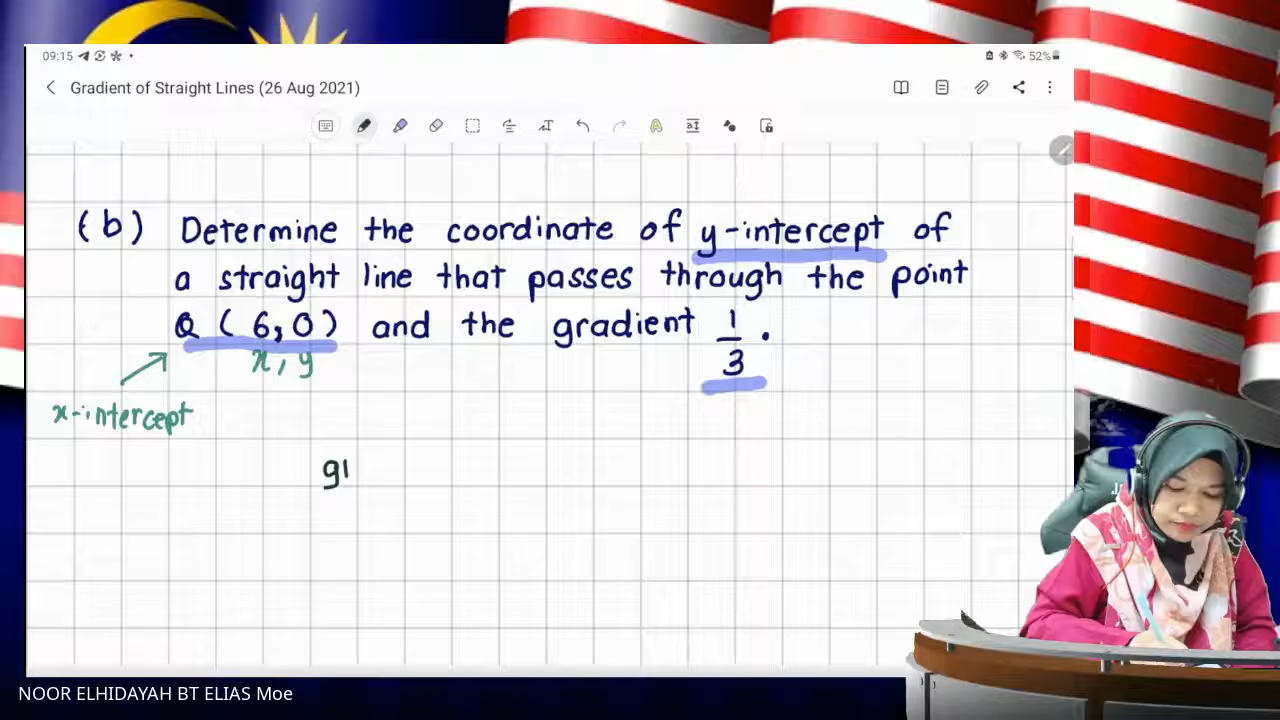 09:15
52%
Gradient of Straight Lines (26 Aug 2021)
(b) Determine the coordinate of y-intercept of
a straight line that passes through the point
Q (6,0) and the gradient 1/3.
x, y
x-intercept
gr
NOOR ELHIDAYAH BT ELIAS Moe